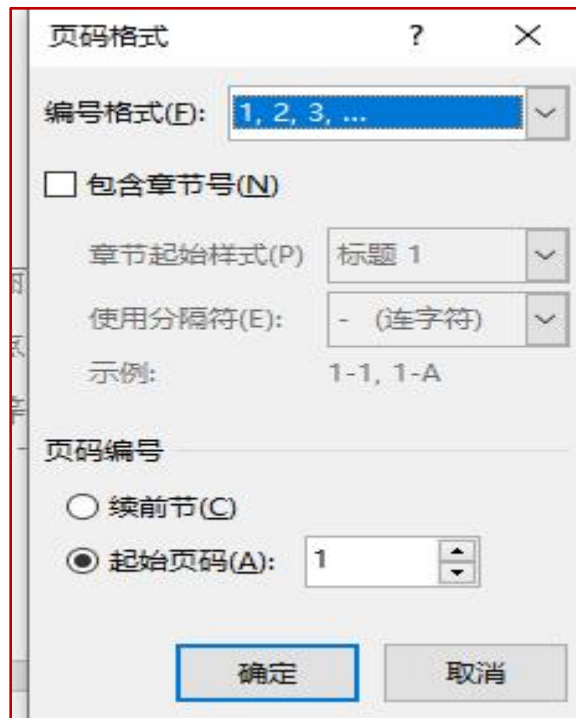 页码格式 ? ×
编号格式(F): 1, 2, 3, ...
包含章节号(N)
章节起始样式(P) 标题 1
使用分隔符(E): - (连字符)
示例: 1-1, 1-A
页码编号
续前节(C)
起始页码(A): 1
确定 取消